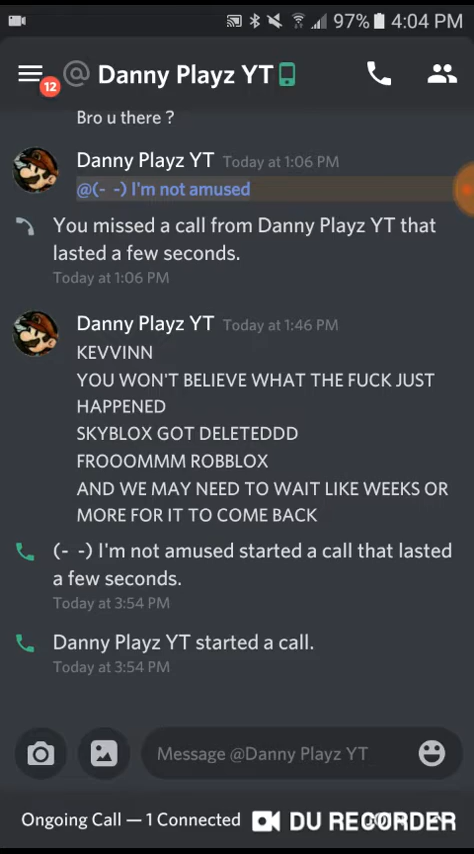 97% 4:04 PM
12 @ Danny Playz YT
Bro u there ?
Danny Playz YT Today at 1:06 PM
@(- -) I'm not amused
You missed a call from Danny Playz YT that
lasted a few seconds.
Today at 1:06 PM
Danny Playz YT Today at 1:46 PM
KEVVINN
YOU WON'T BELIEVE WHAT THE FUCK JUST
HAPPENED
SKYBLOX GOT DELETEDDD
FROOOMMM ROBBLOX
AND WE MAY NEED TO WAIT LIKE WEEKS OR
MORE FOR IT TO COME BACK
(- -) I'm not amused started a call that lasted
a few seconds.
Today at 3:54 PM
Danny Playz YT started a call.
Today at 3:54 PM
Message @Danny Playz YT
Ongoing Call — 1 Connected DU RECORDER